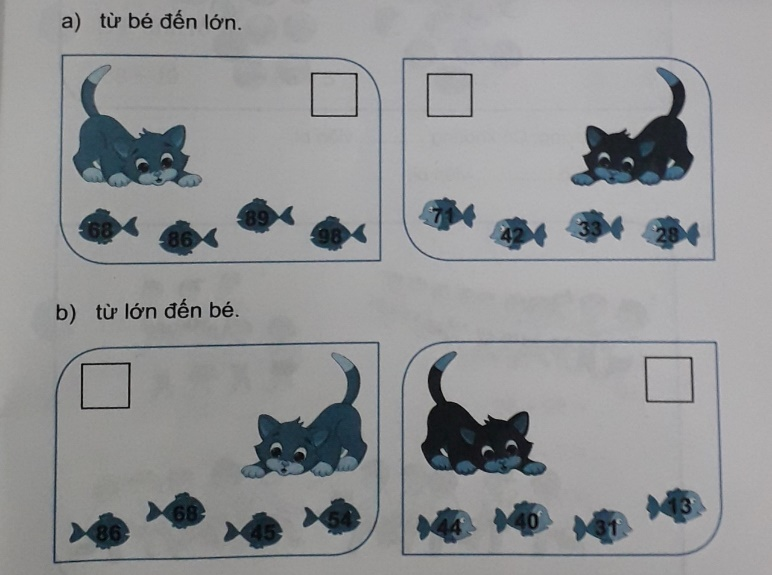 a) từ bé đến lớn.
68 86 89 98
71 42 33 28
b) từ lớn đến bé.
86 68 45 54
44 40 31 13